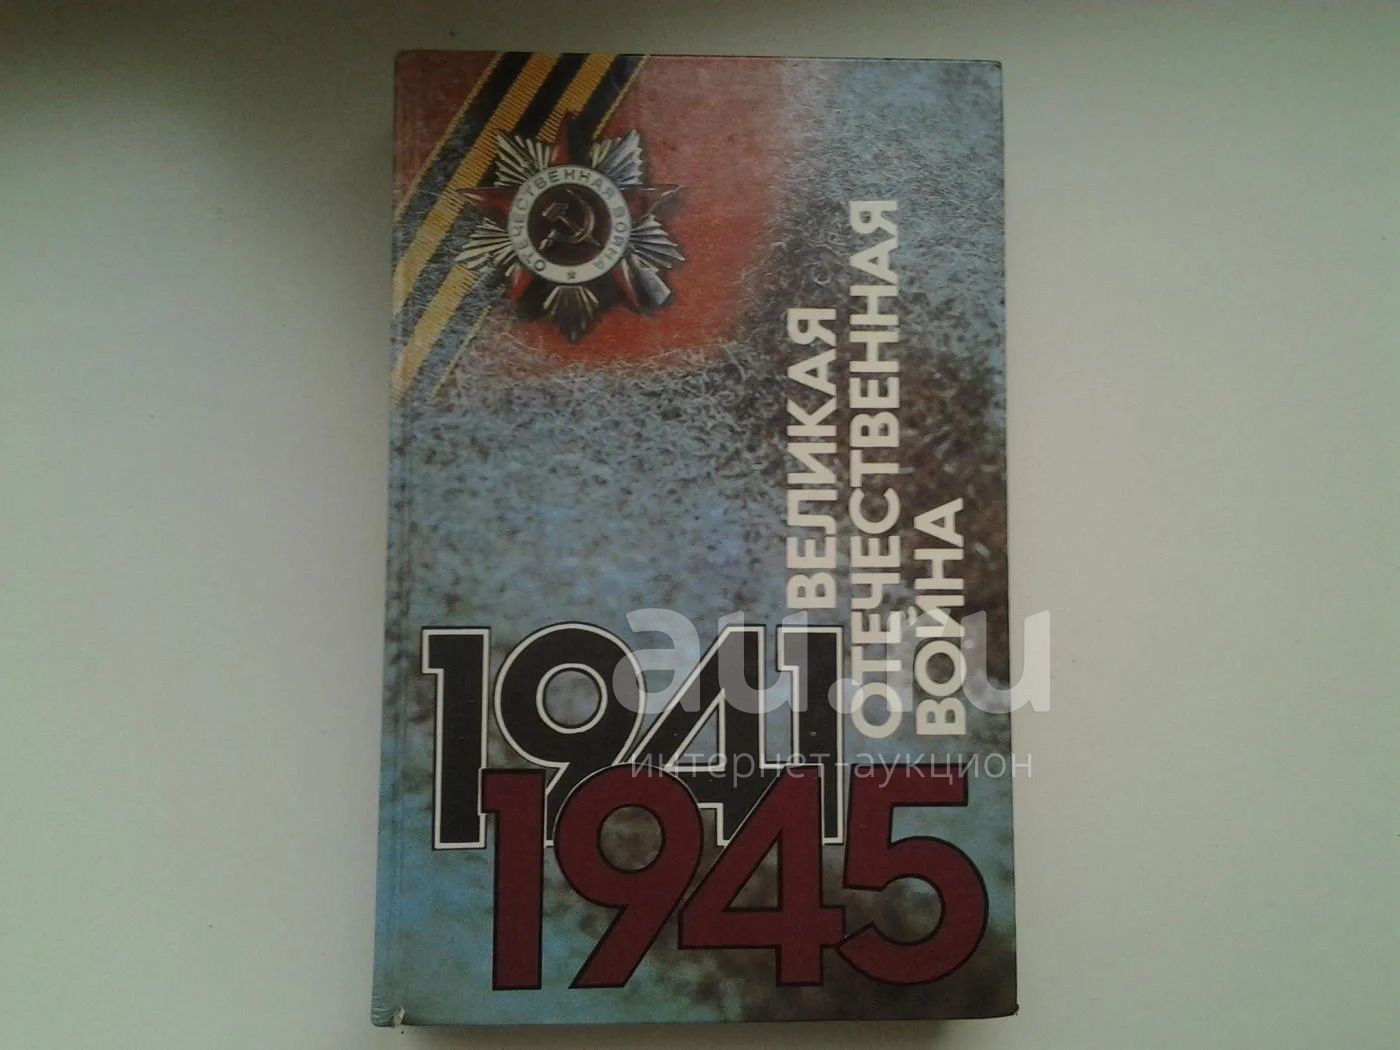 ОТЕЧЕСТВЕННАЯ ВОЙНА
ВЕЛИКАЯ
ОТЕЧЕСТВЕННАЯ
ВОЙНА
1941
1945
au.ru
интернет-аукцион